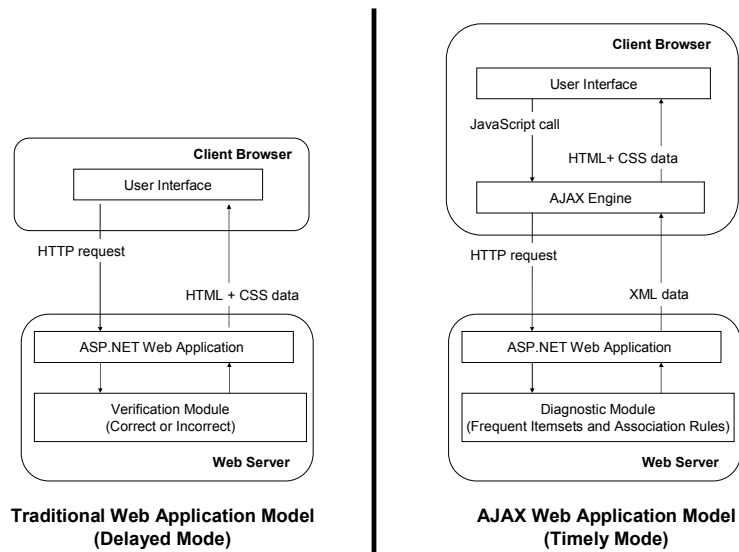 Client Browser
User Interface
HTTP request
HTML + CSS data
ASP.NET Web Application
Verification Module
(Correct or Incorrect)
Web Server
Traditional Web Application Model
(Delayed Mode)
Client Browser
User Interface
JavaScript call
HTML+ CSS data
AJAX Engine
HTTP request
XML data
ASP.NET Web Application
Diagnostic Module
(Frequent Itemsets and Association Rules)
Web Server
AJAX Web Application Model
(Timely Mode)